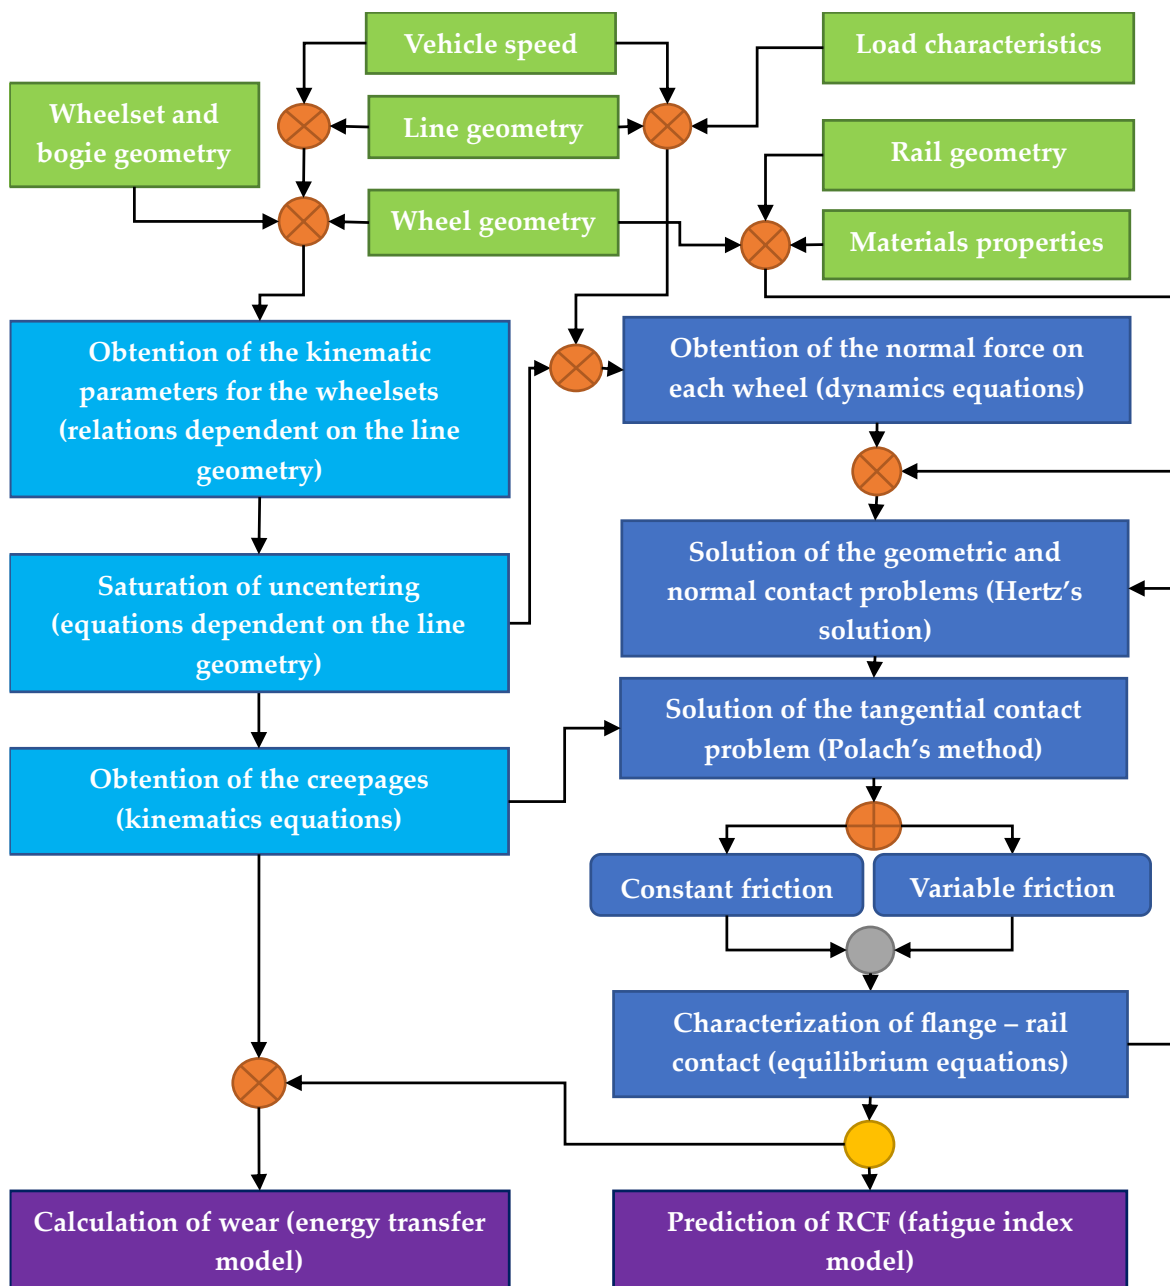 Vehicle speed
Load characteristics
Wheelset and
bogie geometry
Line geometry
Rail geometry
Wheel geometry
Materials properties
Obtention of the kinematic
parameters for the wheelsets
(relations dependent on the line
geometry)
Obtention of the normal force on
each wheel (dynamics equations)
Saturation of uncentering
(equations dependent on the line
geometry)
Solution of the geometric and
normal contact problems (Hertz's
solution)
Solution of the tangential contact
problem (Polach's method)
Obtention of the creepages
(kinematics equations)
Constant friction
Variable friction
Characterization of flange – rail
contact (equilibrium equations)
Calculation of wear (energy transfer
model)
Prediction of RCF (fatigue index
model)